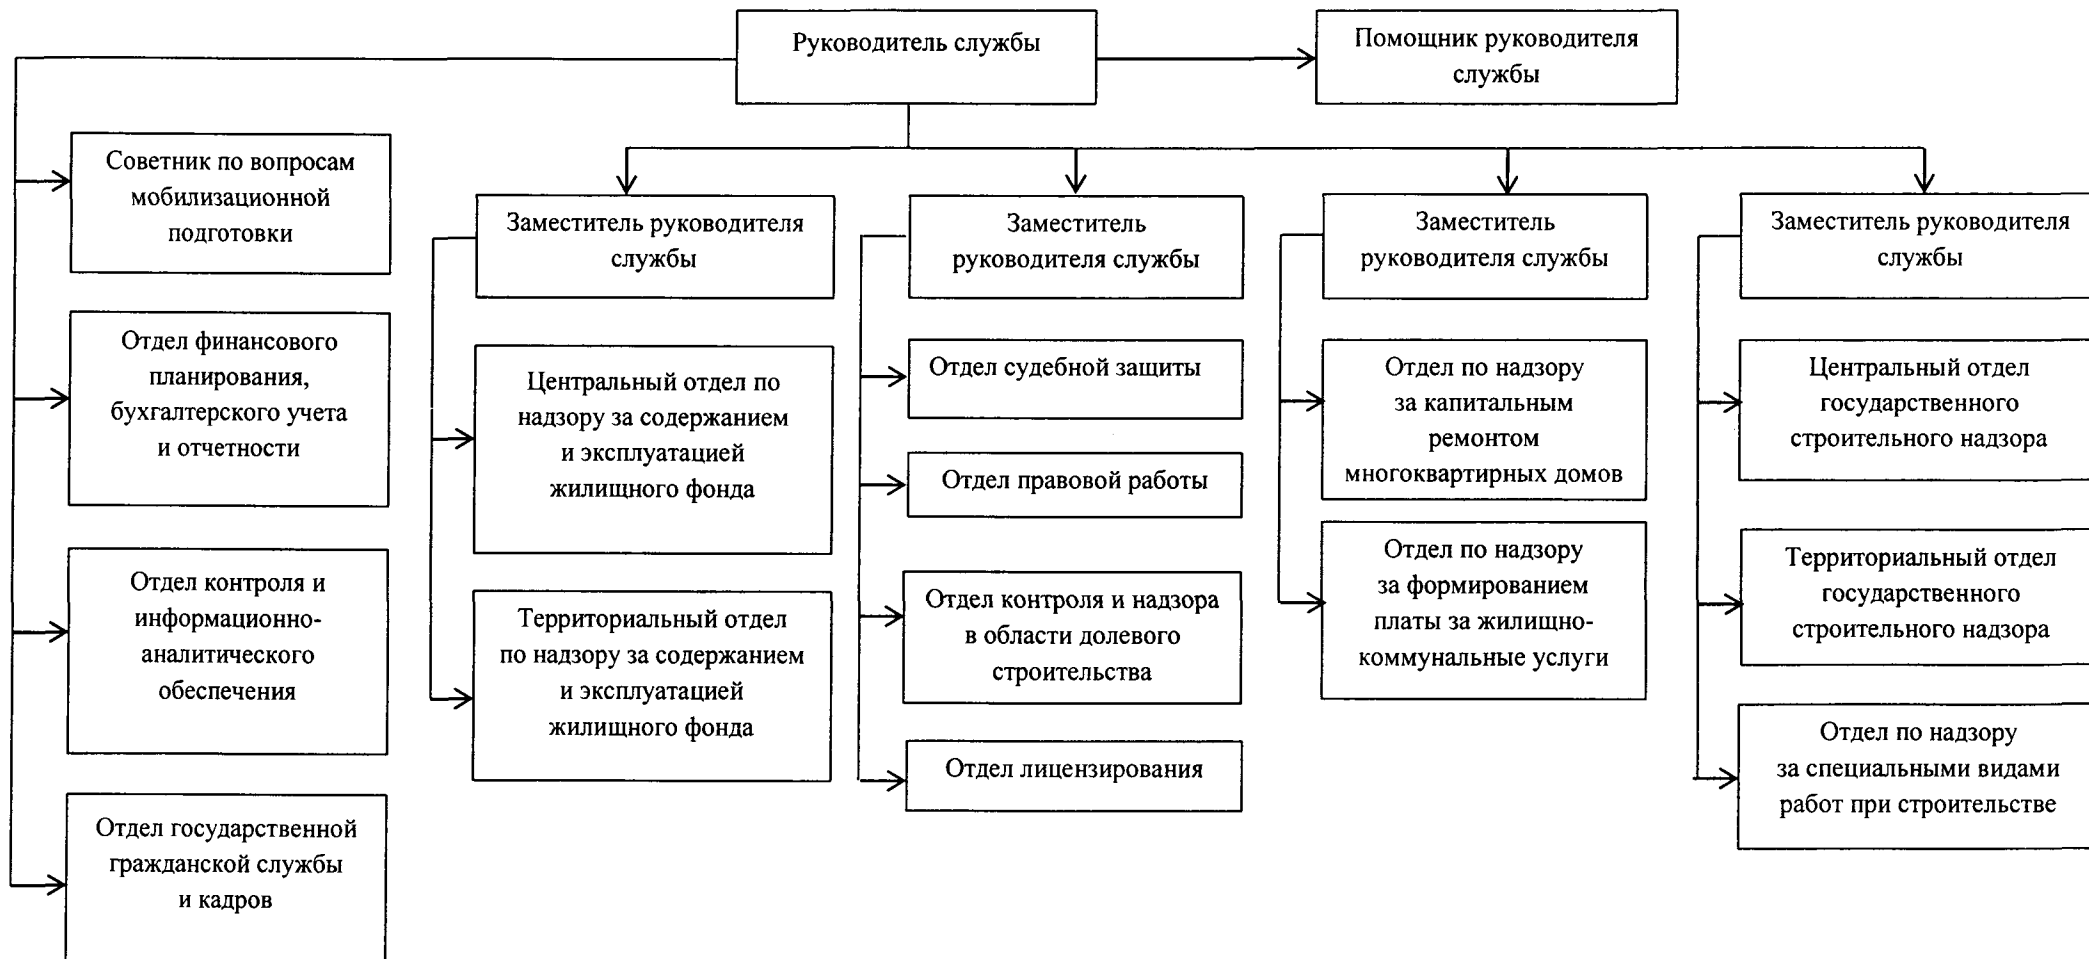 Руководитель службы
Помощник руководителя
службы
Советник по вопросам
мобилизационной
подготовки
Отдел финансового
планирования,
бухгалтерского учета
и отчетности
Отдел контроля и
информационно-
аналитического
обеспечения
Отдел государственной
гражданской службы
и кадров
Заместитель руководителя
службы
Центральный отдел по
надзору за содержанием
и эксплуатацией
жилищного фонда
Территориальный отдел
по надзору за содержанием
и эксплуатацией
жилищного фонда
Заместитель
руководителя службы
Отдел судебной защиты
Отдел правовой работы
Отдел контроля и надзора
в области долевого
строительства
Отдел лицензирования
Заместитель
руководителя службы
Отдел по надзору
за капитальным
ремонтом
многоквартирных домов
Отдел по надзору
за формированием
платы за жилищно-
коммунальные услуги
Заместитель руководителя
службы
Центральный отдел
государственного
строительного надзора
Территориальный отдел
государственного
строительного надзора
Отдел по надзору
за специальными видами
работ при строительстве